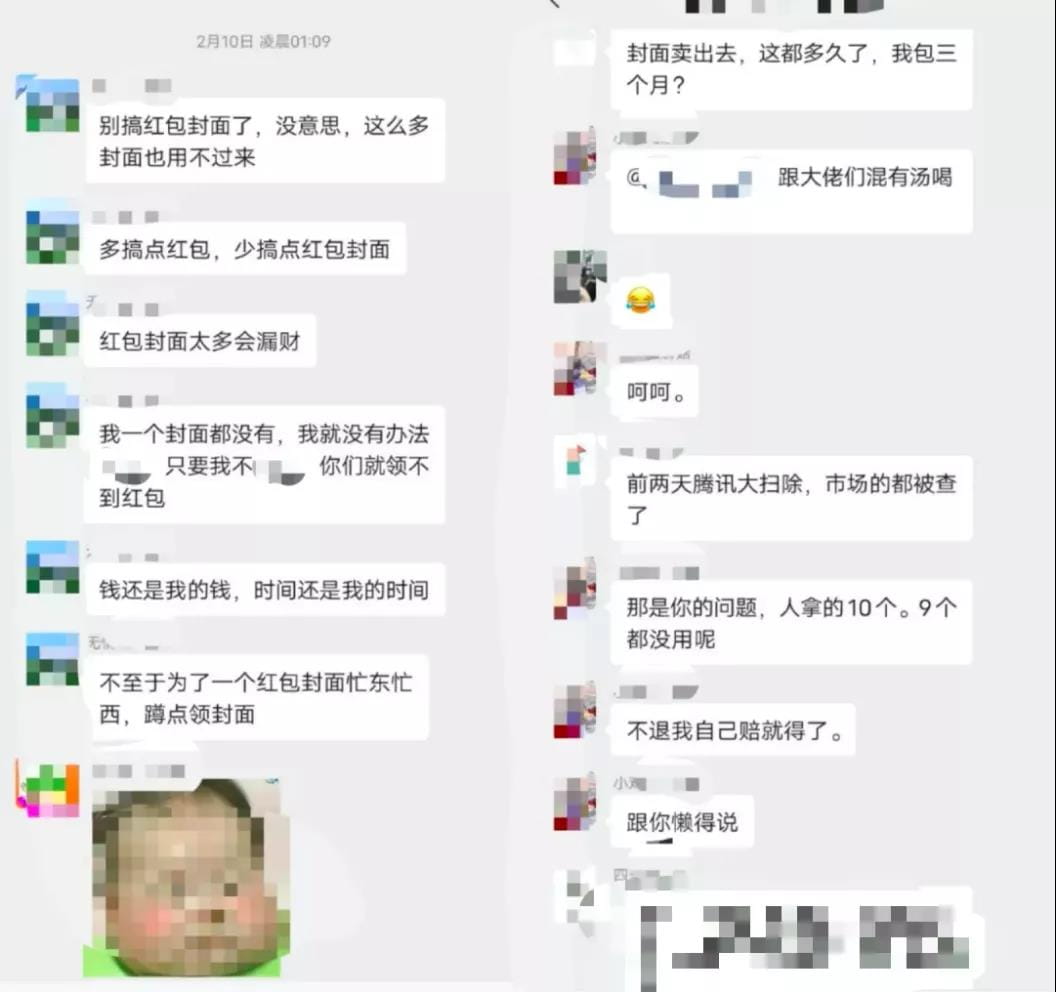 2月10日 凌晨01:09
别搞红包封面了，没意思，这么多
封面也用不过来
多搞点红包，少搞点红包封面
红包封面太多会漏财
我一个封面都没有，我就没有办法
只要我不 你们就领不
到红包
钱还是我的钱，时间还是我的时间
不至于为了一个红包封面忙东忙
西，蹲点领封面
封面卖出去，这都多久了，我包三
个月？
@ 跟大佬们混有汤喝
😂
呵呵。
前两天腾讯大扫除，市场的都被查
了
那是你的问题，人拿的10个。9个
都没用呢
不退我自己赔就得了。
跟你懒得说